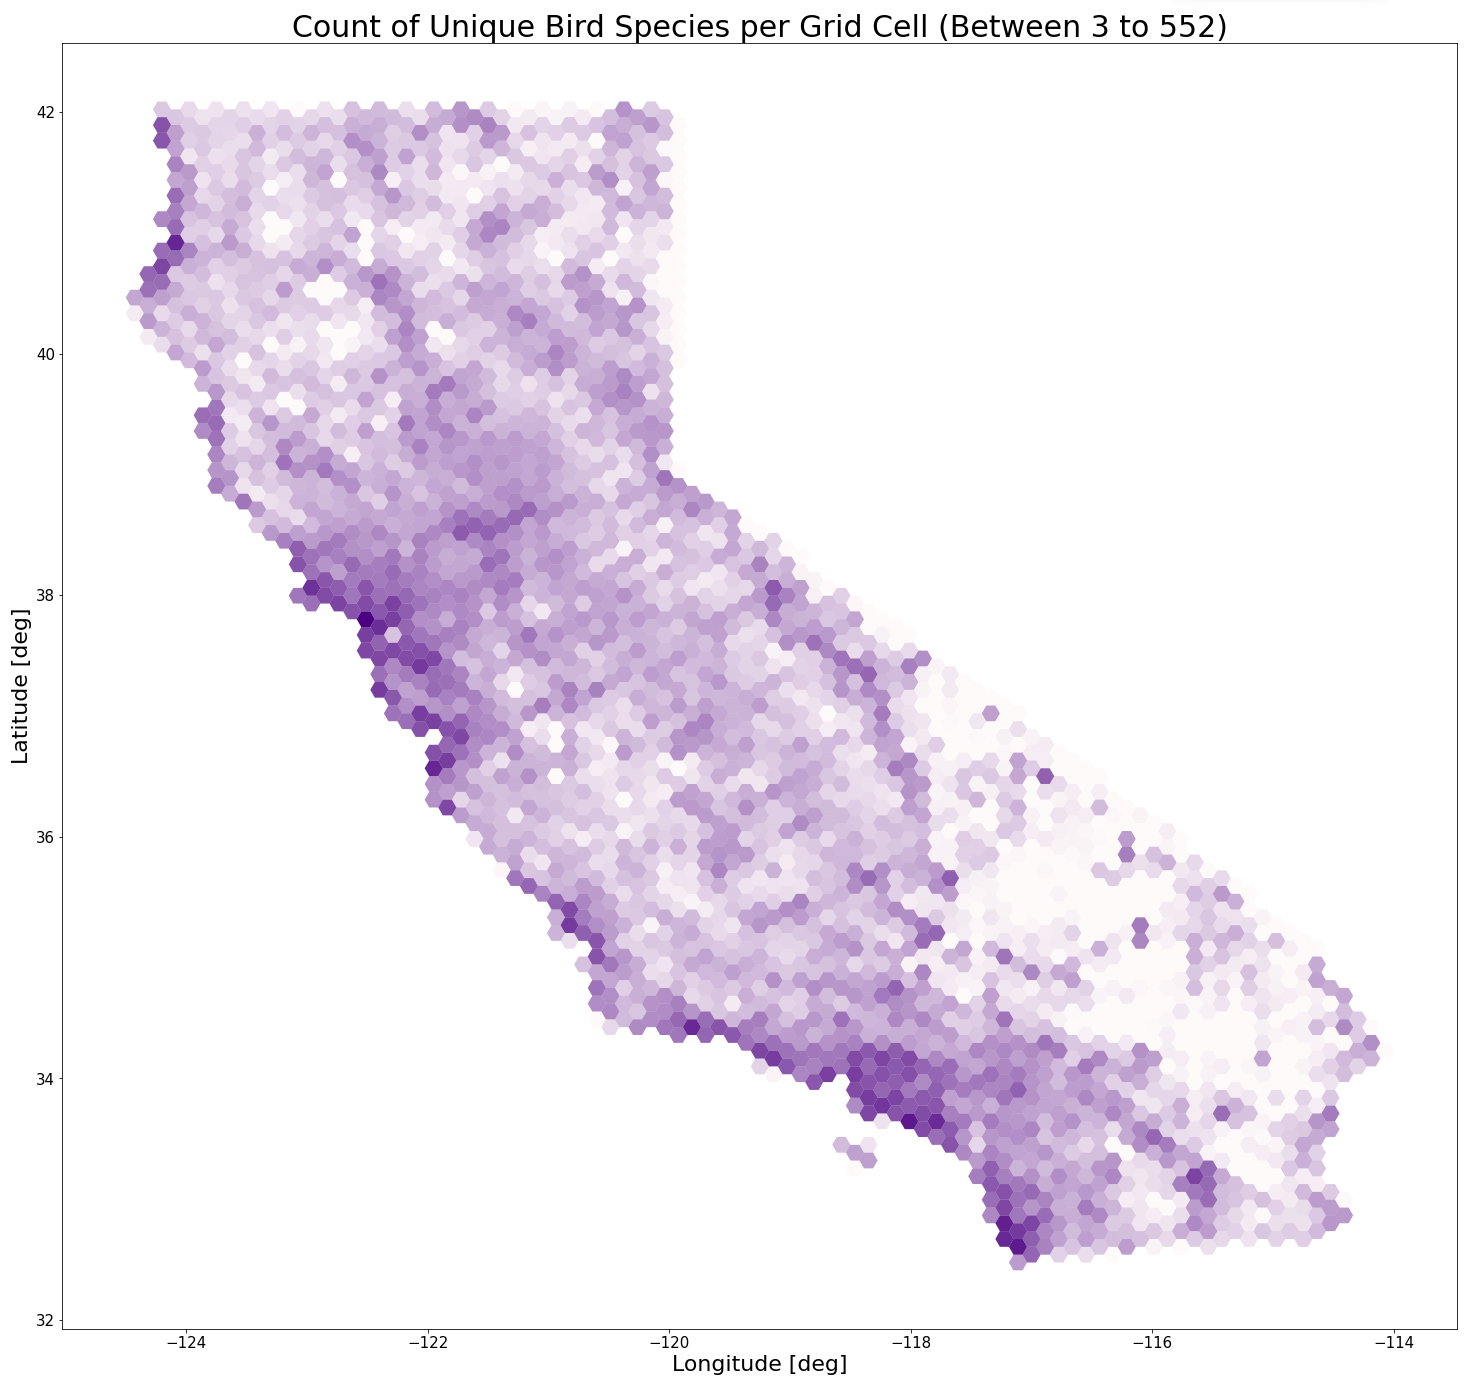 Count of Unique Bird Species per Grid Cell (Between 3 to 552)
42
40
38
36
34
32
Latitude [deg]
−124 −122 −120 −118 −116 −114
Longitude [deg]